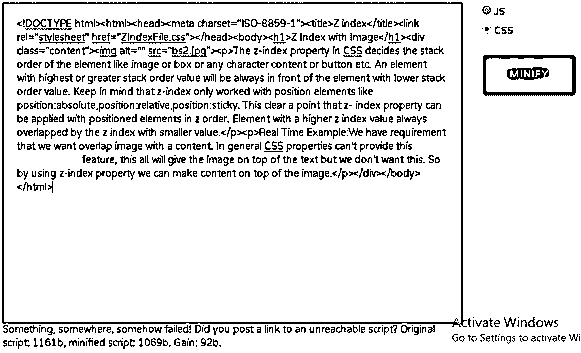 <!DOCTYPE html><html><head><meta charset="ISO-8859-1"><title>Z index</title><link
rel="stylesheet" href="ZIndexFile.css"></head><body><h1>Z Index with Image</h1><div
class="content"><img alt="" src="bs2.jpg"><p>The z-index property in CSS decides the stack
order of the element like image or box or any character content or button etc. An element
with highest or greater stack order value will be always in front of the element with lower stack
order value. Keep in mind that z-index only worked with position elements like
position:absolute,position:relative,position:sticky. This clear a point that z- index property can
be applied with positioned elements in z order. Element with a higher z index value always
overlapped by the z index with smaller value.</p><p>Real Time Example:We have requirement
that we want overlap image with a content. In general CSS properties can't provide this
feature, this all will give the image on top of the text but we don't want this. So
by using z-index property we can make content on top of the image.</p></div></body>
</html>
JS
CSS
MINIFY
Something, somewhere, somehow failed! Did you post a link to an unreachable script? Original
script: 1161b, minified script: 1069b. Gain: 92b.
Activate Windows
Go to Settings to activate Wi